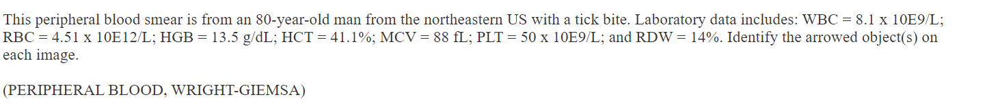 This peripheral blood smear is from an 80-year-old man from the northeastern US with a tick bite. Laboratory data includes: WBC = 8.1 x 10E9/L;
RBC = 4.51 x 10E12/L; HGB = 13.5 g/dL; HCT = 41.1%; MCV = 88 fL; PLT = 50 x 10E9/L; and RDW = 14%. Identify the arrowed object(s) on
each image.
(PERIPHERAL BLOOD, WRIGHT-GIEMSA)